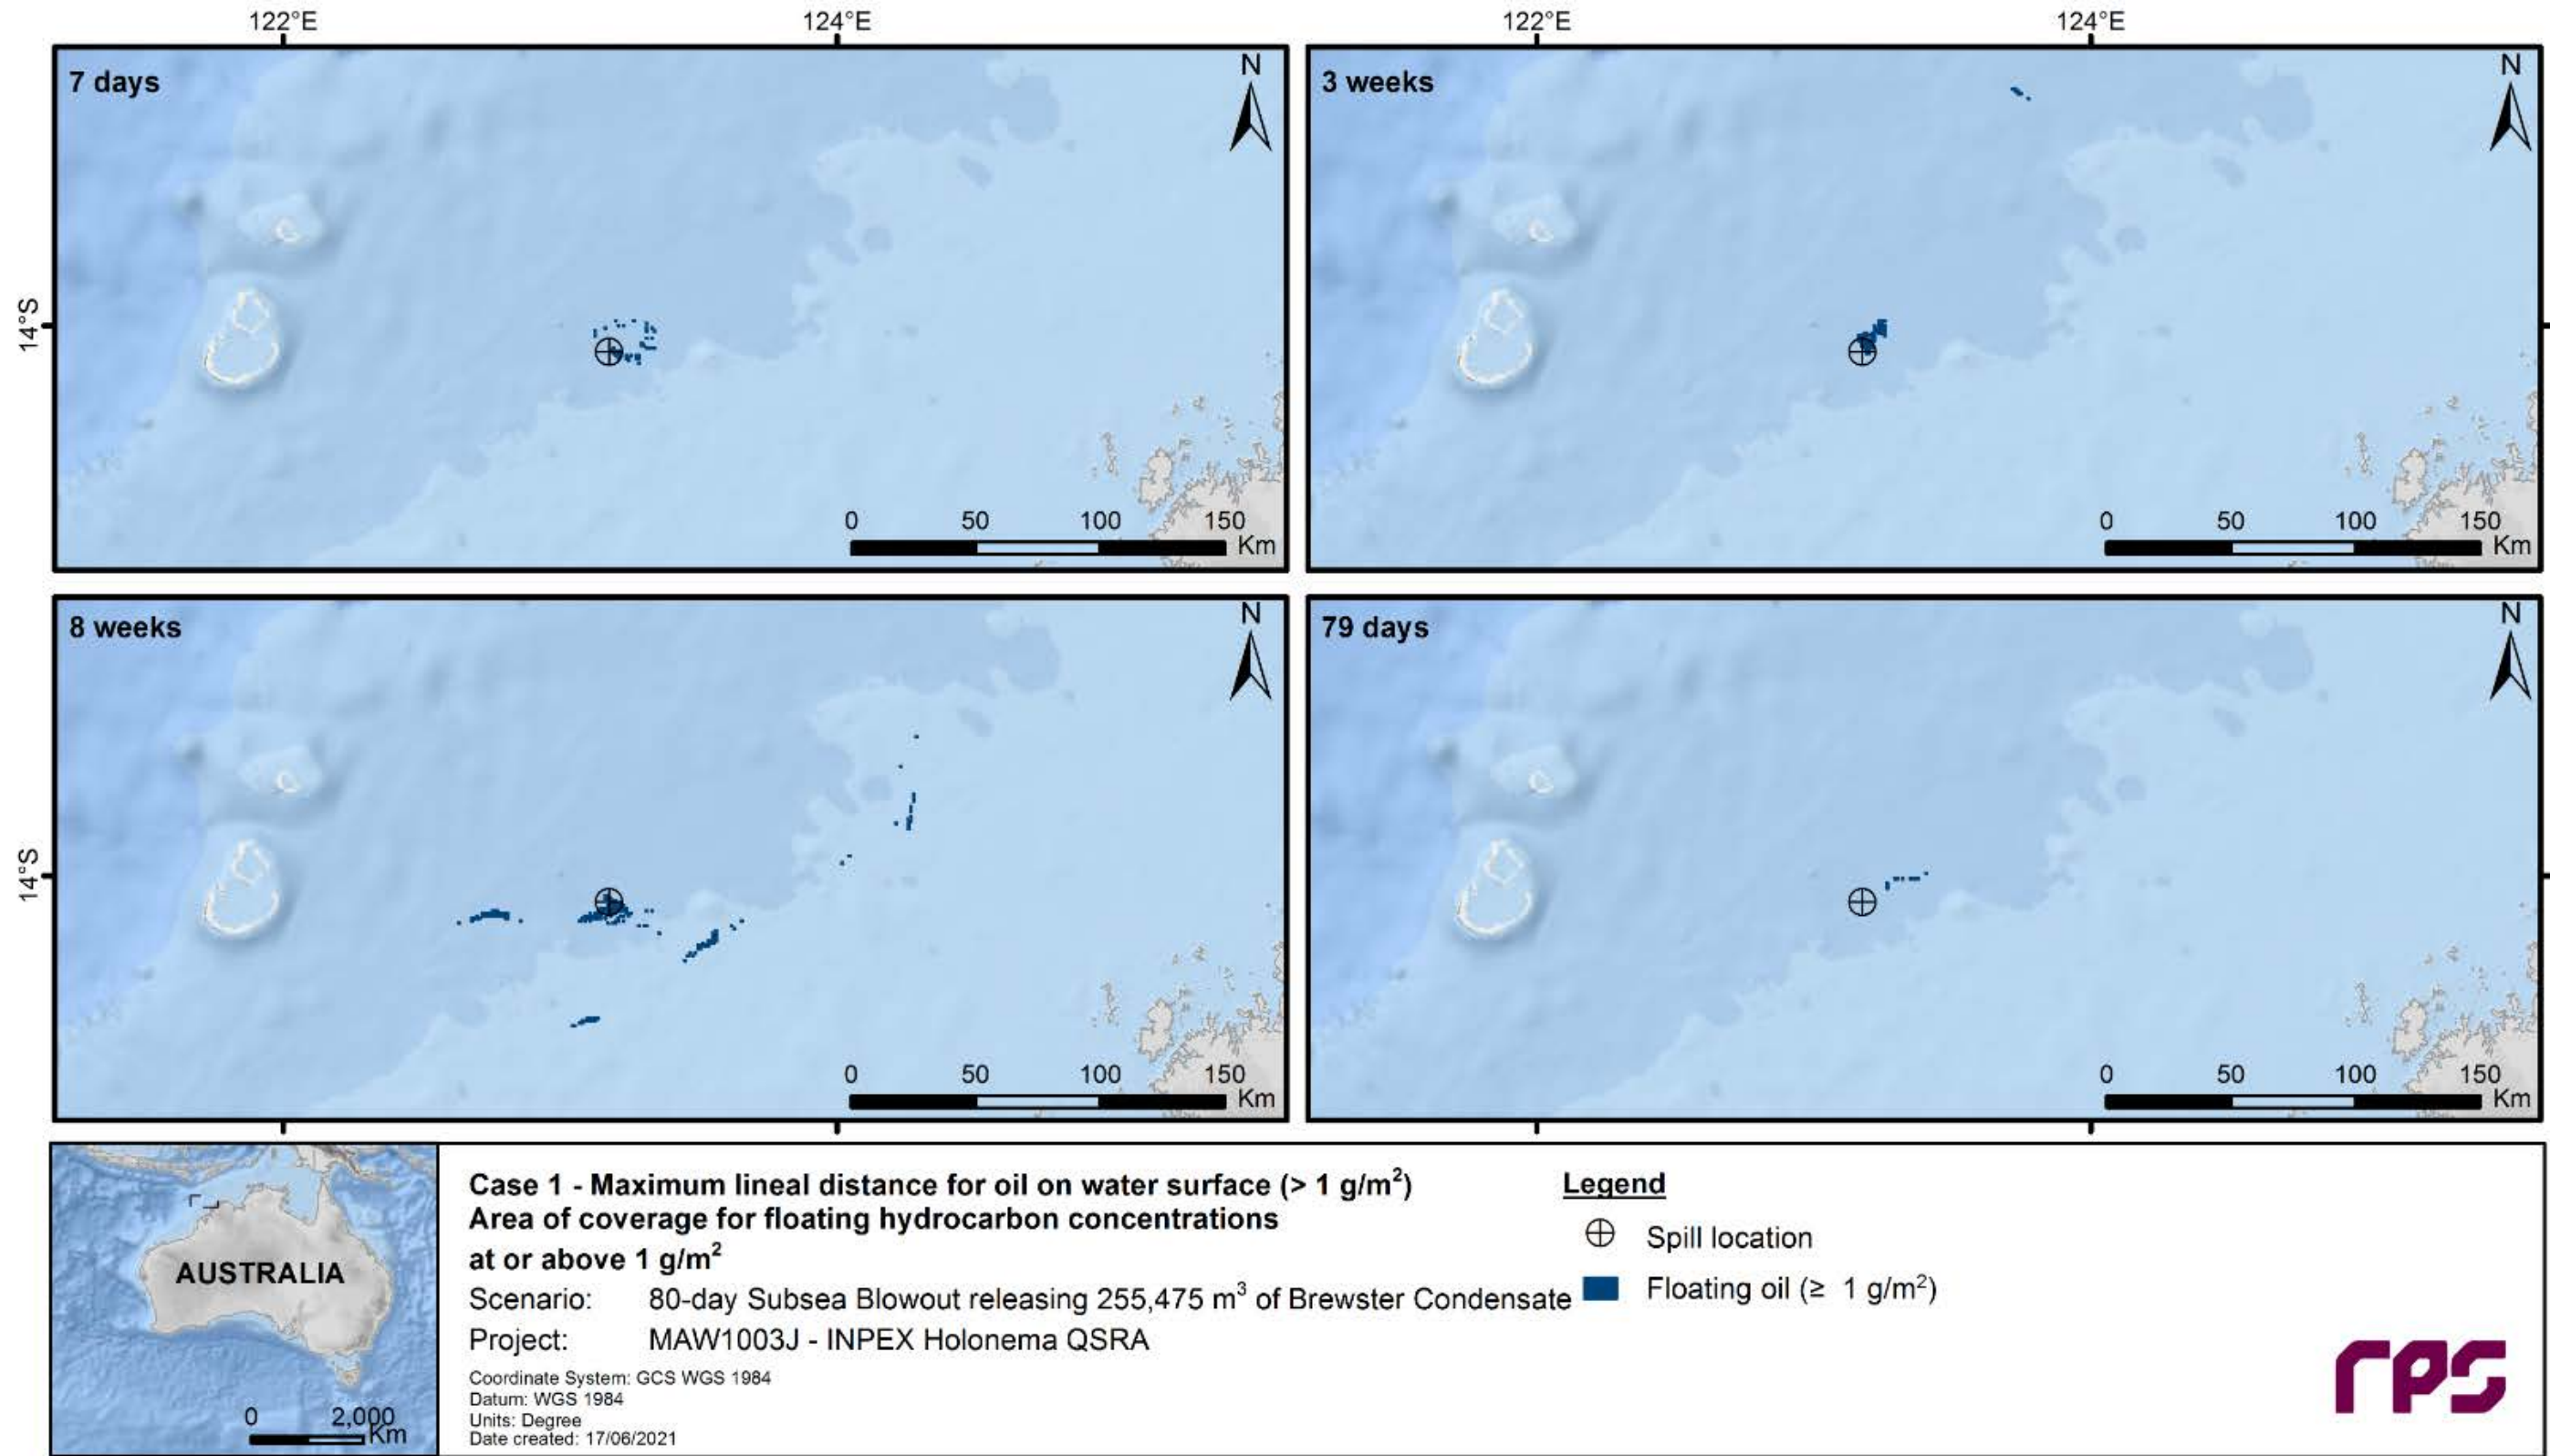 122°E 124°E 122°E 124°E
7 days N
3 weeks N
14°S
0 50 100 150
Km
0 50 100 150
Km
8 weeks N
79 days N
14°S
0 50 100 150
Km
0 50 100 150
Km
AUSTRALIA
0 2,000
Km
Case 1 - Maximum lineal distance for oil on water surface (> 1 g/m²)
Area of coverage for floating hydrocarbon concentrations
at or above 1 g/m²
Scenario: 80-day Subsea Blowout releasing 255,475 m³ of Brewster Condensate
Project: MAW1003J - INPEX Holonema QSRA
Coordinate System: GCS WGS 1984
Datum: WGS 1984
Units: Degree
Date created: 17/06/2021
Legend
Spill location
Floating oil (≥ 1 g/m²)
rps